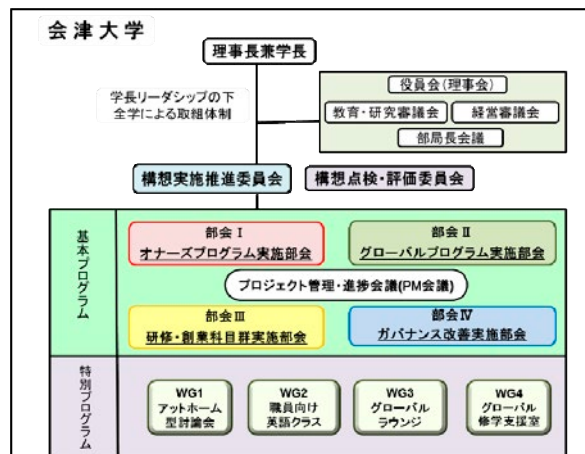 会津大学
理事長兼学長
学長リーダシップの下
全学による取組体制
役員会(理事会)
教育・研究審議会
経営審議会
部局長会議
構想実施推進委員会
構想点検・評価委員会
基本プログラム
部会Ⅰ
オナーズプログラム実施部会
部会Ⅱ
グローバルプログラム実施部会
プロジェクト管理・進捗会議(PM会議)
部会Ⅲ
研修・創業科目群実施部会
部会Ⅳ
ガバナンス改善実施部会
特別プログラム
WG1
アットホーム
型討論会
WG2
職員向け
英語クラス
WG3
グローバル
ラウンジ
WG4
グローバル
修学支援室